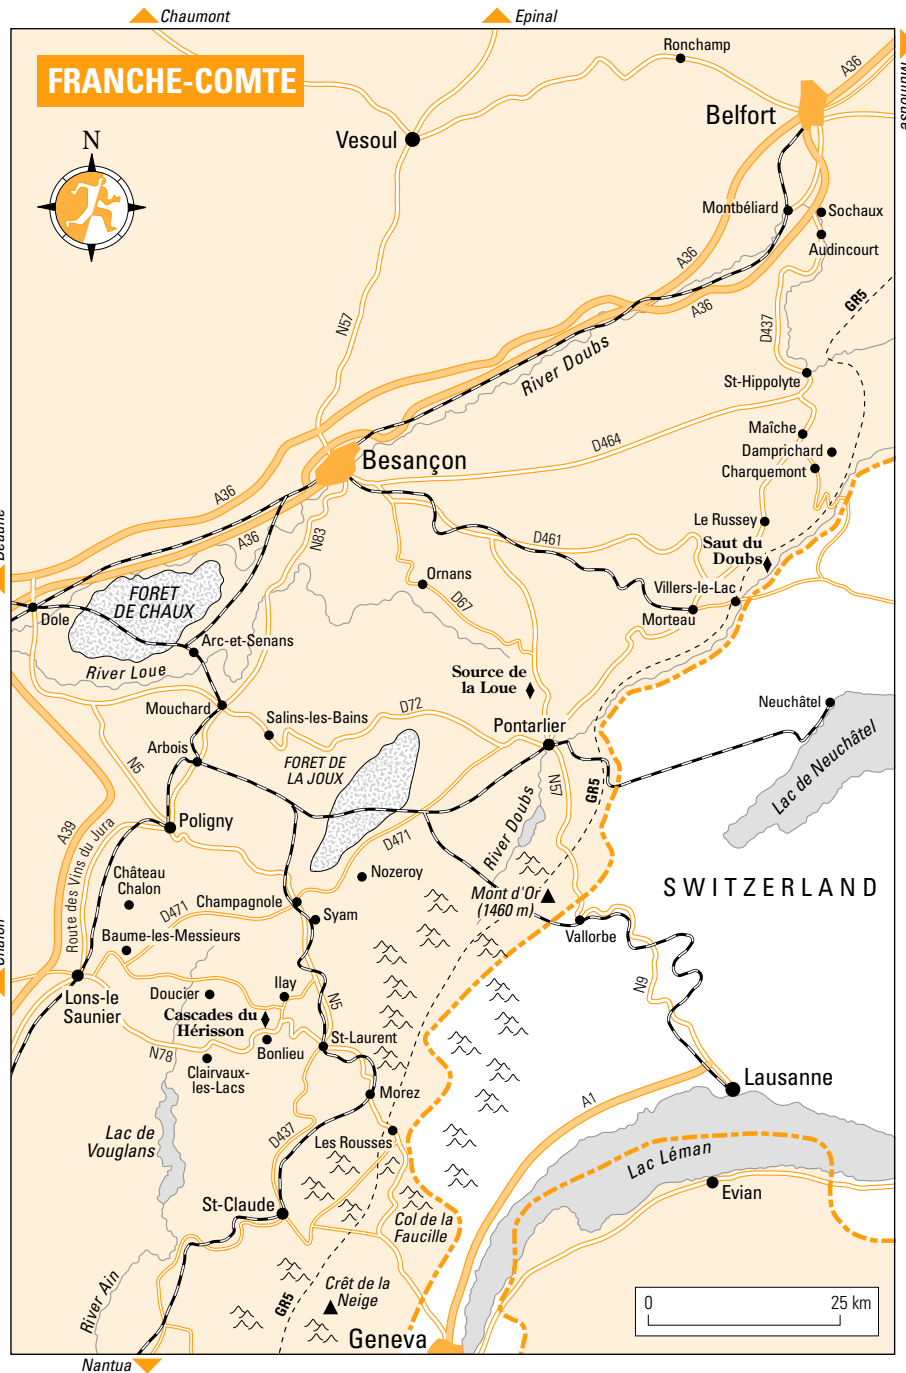 Chaumont
Epinal
Ronchamp
A36
Mulhouse
FRANCHE-COMTE
Belfort
Vesoul
N
Montbéliard
Sochaux
Audincourt
A36
GR5
A36
N57
D437
River Doubs
St-Hippolyte
Maîche
D464
Damprichard
Besançon
Charquemont
A36
Le Russey
Beaune
A36
N83
D461
Saut du
Doubs
Ornans
Villers-le-Lac
FORET
DE CHAUX
D67
Dole
Morteau
Arc-et-Senans
River Loue
Source de
la Loue
Neuchâtel
Mouchard
Salins-les-Bains
D72
Pontarlier
Arbois
FORET DE
LA JOUX
N5
N57
GR5
Lac de Neuchâtel
Poligny
A39
Route des Vins du Jura
D471
River Doubs
Château
Chalon
Nozeroy
Mont d'Or
(1460 m)
SWITZERLAND
Champagnole
D471
Syam
Chalon
Baume-les-Messieurs
Vallorbe
Lons-le
Saunier
Doucier
Ilay
N5
N9
Cascades du
Hérisson
St-Laurent
N78
Bonlieu
Clairvaux-
les-Lacs
Lausanne
Morez
A1
Lac de
Vouglans
D437
Les Rousses
Lac Léman
Evian
St-Claude
Col de la
Faucille
River Ain
Crêt de la
Neige
GR5
0
25 km
Geneva
Nantua